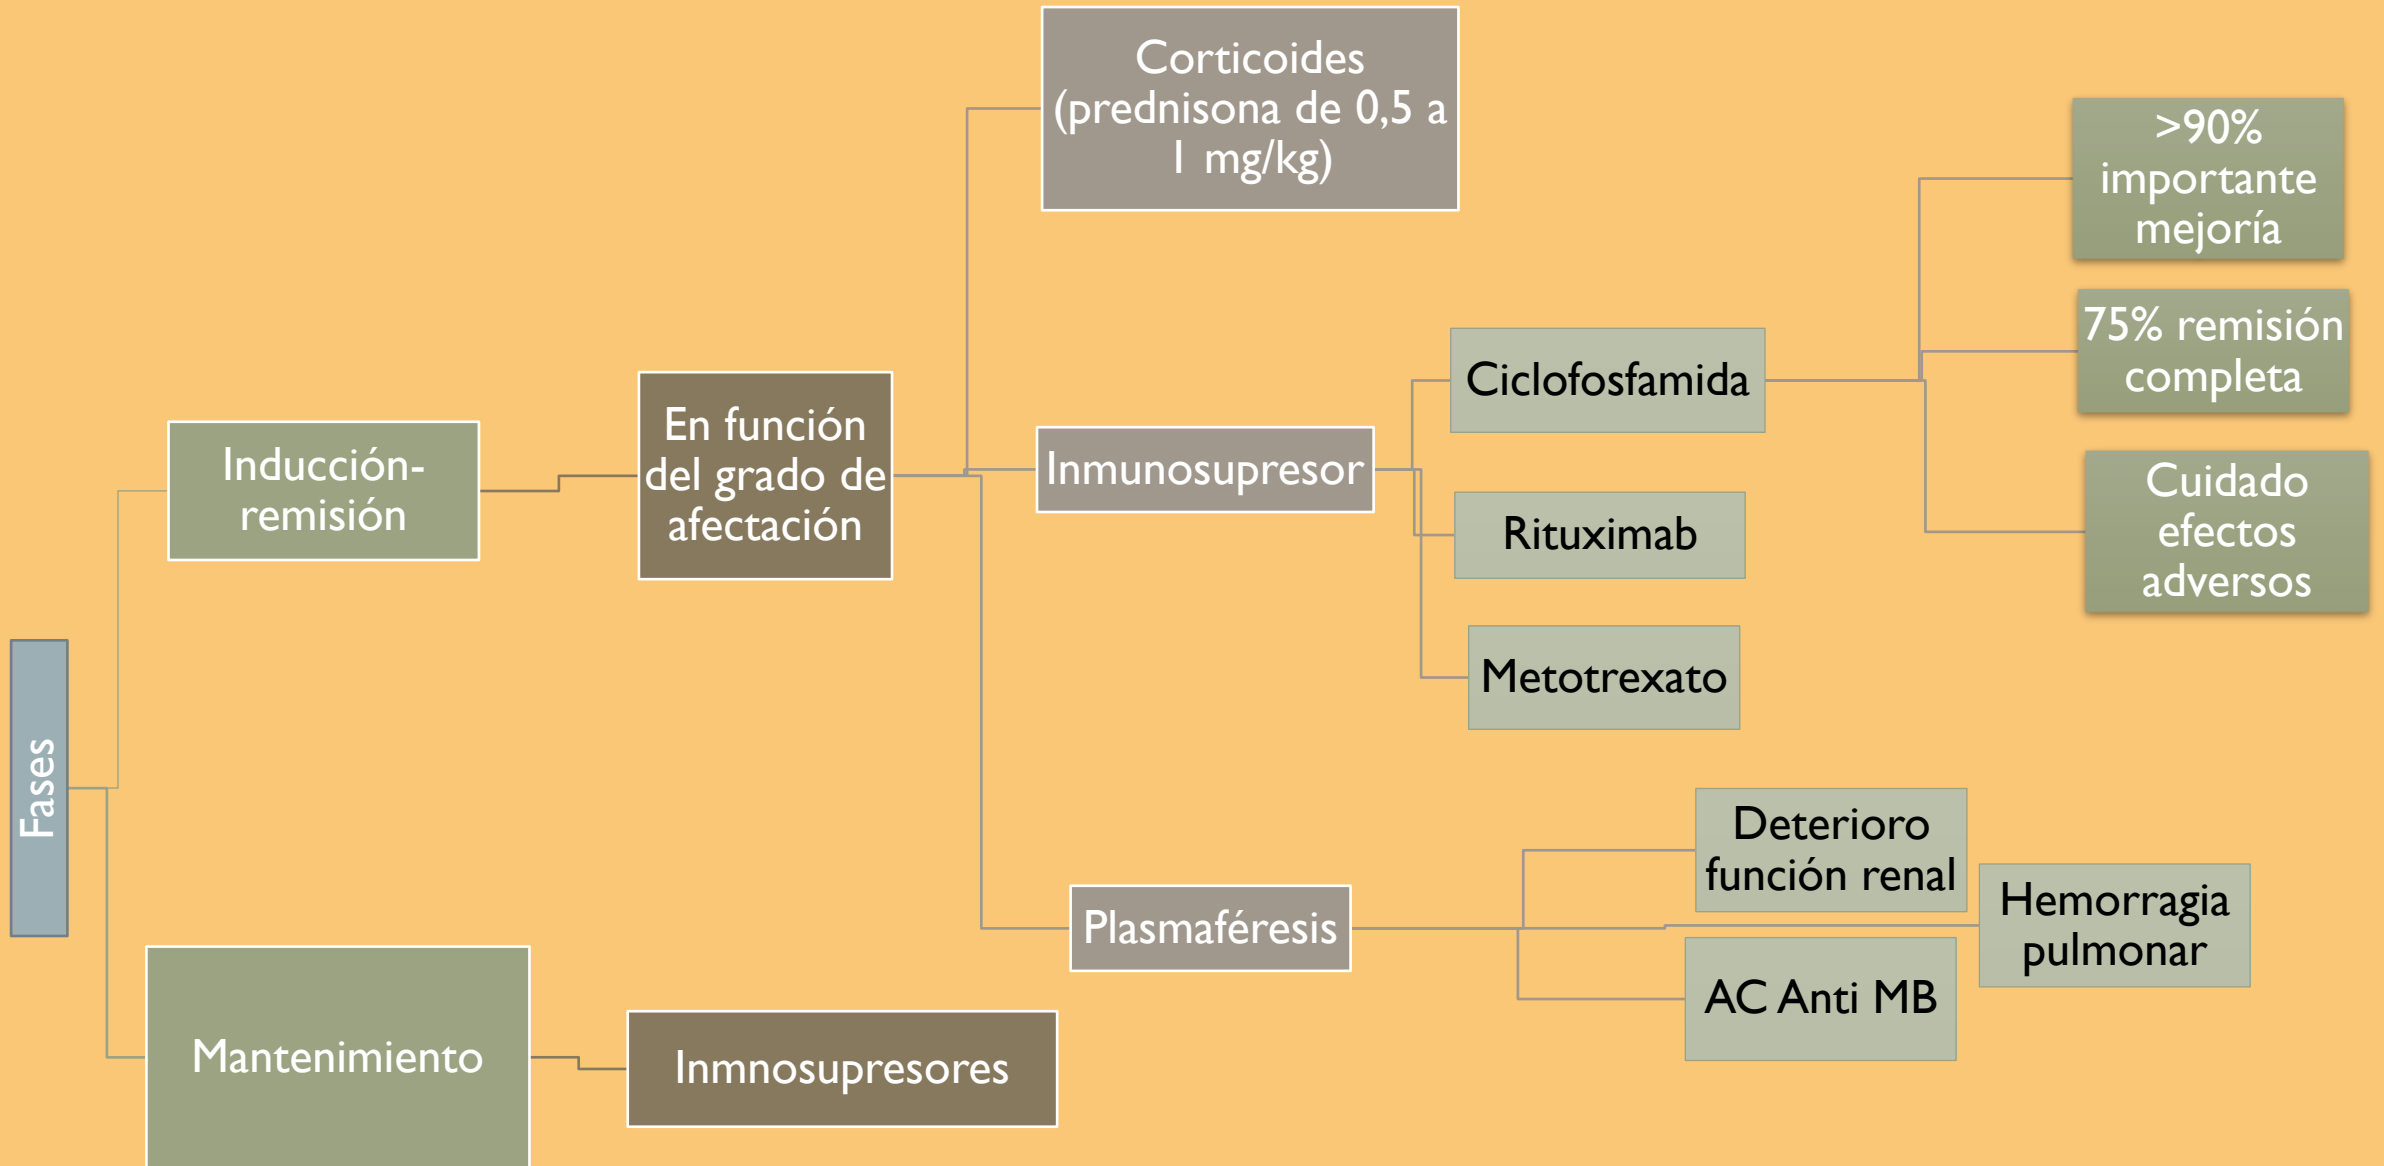 Fases
Inducción-
remisión
En función
del grado de
afectación
Corticoides
(prednisona de 0,5 a
1 mg/kg)
Inmunosupresor
Ciclofosfamida
>90%
importante
mejoría
75% remisión
completa
Cuidado
efectos
adversos
Rituximab
Metotrexato
Plasmaféresis
Deterioro
función renal
Hemorragia
pulmonar
AC Anti MB
Mantenimiento
Inmnosupresores